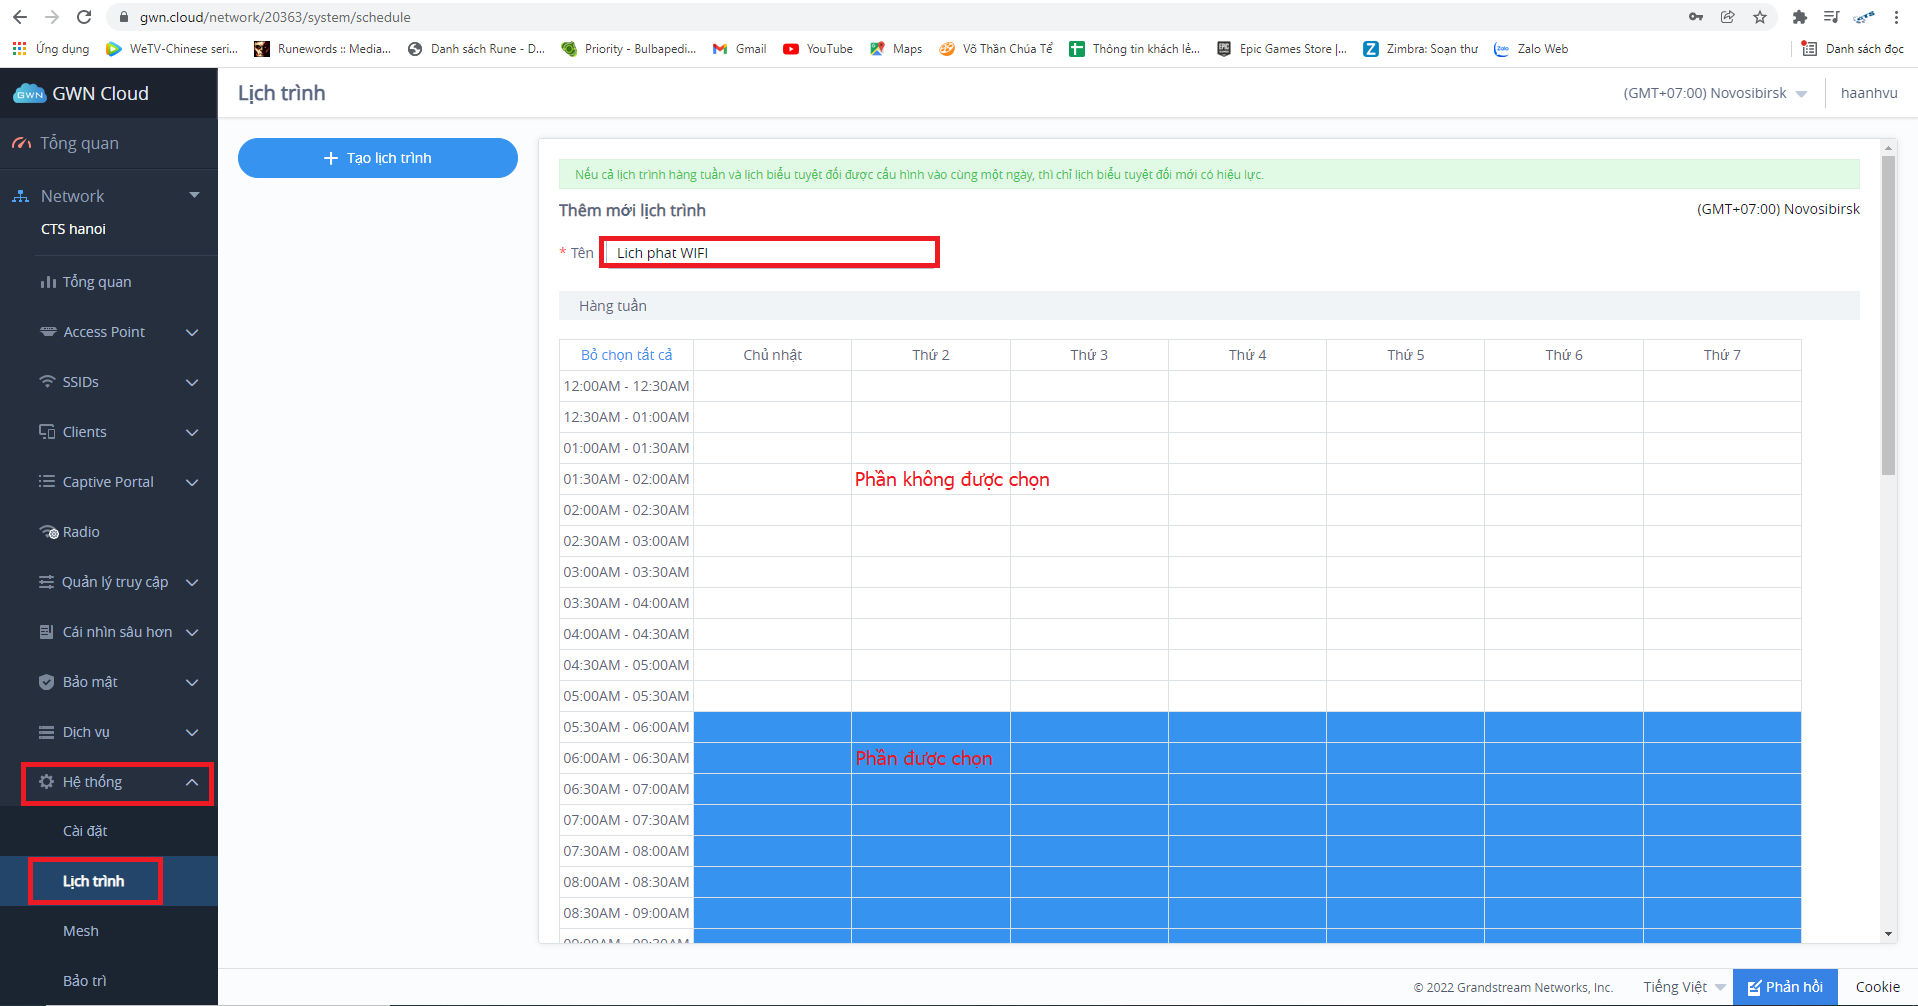 gwn.cloud/network/20363/system/schedule
Ứng dụng
WeTV-Chinese seri...
Runewords :: Media...
Danh sách Rune - D...
Priority - Bulbapedi...
Gmail
YouTube
Maps
Võ Thần Chúa Tể
Thông tin khách lẻ...
Epic Games Store |...
Zimbra: Soạn thư
Zalo Web
Danh sách đọc
GWN
GWN Cloud
Lịch trình
(GMT+07:00) Novosibirsk
haanhvu
Tổng quan
Network
CTS hanoi
Tổng quan
Access Point
SSIDs
Clients
Captive Portal
Radio
Quản lý truy cập
Cái nhìn sâu hơn
Bảo mật
Dịch vụ
Hệ thống
Cài đặt
Lịch trình
Mesh
Bảo trì
+ Tạo lịch trình
Nếu cả lịch trình hàng tuần và lịch biểu tuyệt đối được cấu hình vào cùng một ngày, thì chỉ lịch biểu tuyệt đối mới có hiệu lực.
Thêm mới lịch trình
(GMT+07:00) Novosibirsk
* Tên
Lich phat WIFI
Hàng tuần
Bỏ chọn tất cả Chủ nhật Thứ 2 Thứ 3 Thứ 4 Thứ 5 Thứ 6 Thứ 7
12:00AM - 12:30AM
12:30AM - 01:00AM
01:00AM - 01:30AM
01:30AM - 02:00AM Phần không được chọn
02:00AM - 02:30AM
02:30AM - 03:00AM
03:00AM - 03:30AM
03:30AM - 04:00AM
04:00AM - 04:30AM
04:30AM - 05:00AM
05:00AM - 05:30AM
05:30AM - 06:00AM
06:00AM - 06:30AM Phần được chọn
06:30AM - 07:00AM
07:00AM - 07:30AM
07:30AM - 08:00AM
08:00AM - 08:30AM
08:30AM - 09:00AM
09:00AM - 09:30AM
© 2022 Grandstream Networks, Inc.
Tiếng Việt
Phản hồi
Cookie